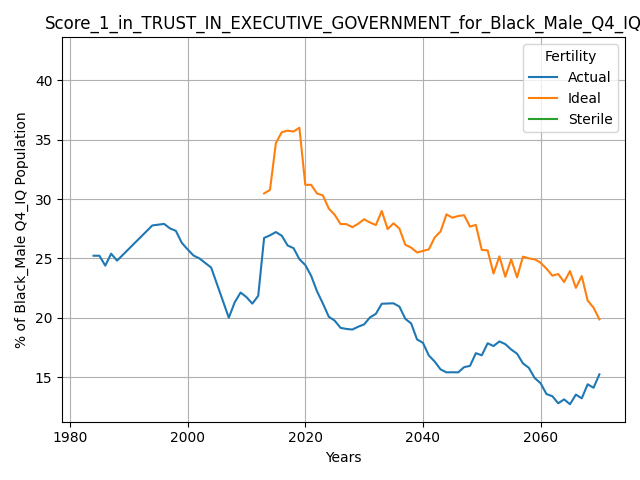 Score_1_in_TRUST_IN_EXECUTIVE_GOVERNMENT_for_Black_Male_Q4_IQ
Fertility
Actual
Ideal
Sterile
% of Black_Male Q4_IQ Population
40
35
30
25
20
15
1980
2000
2020
2040
2060
Years